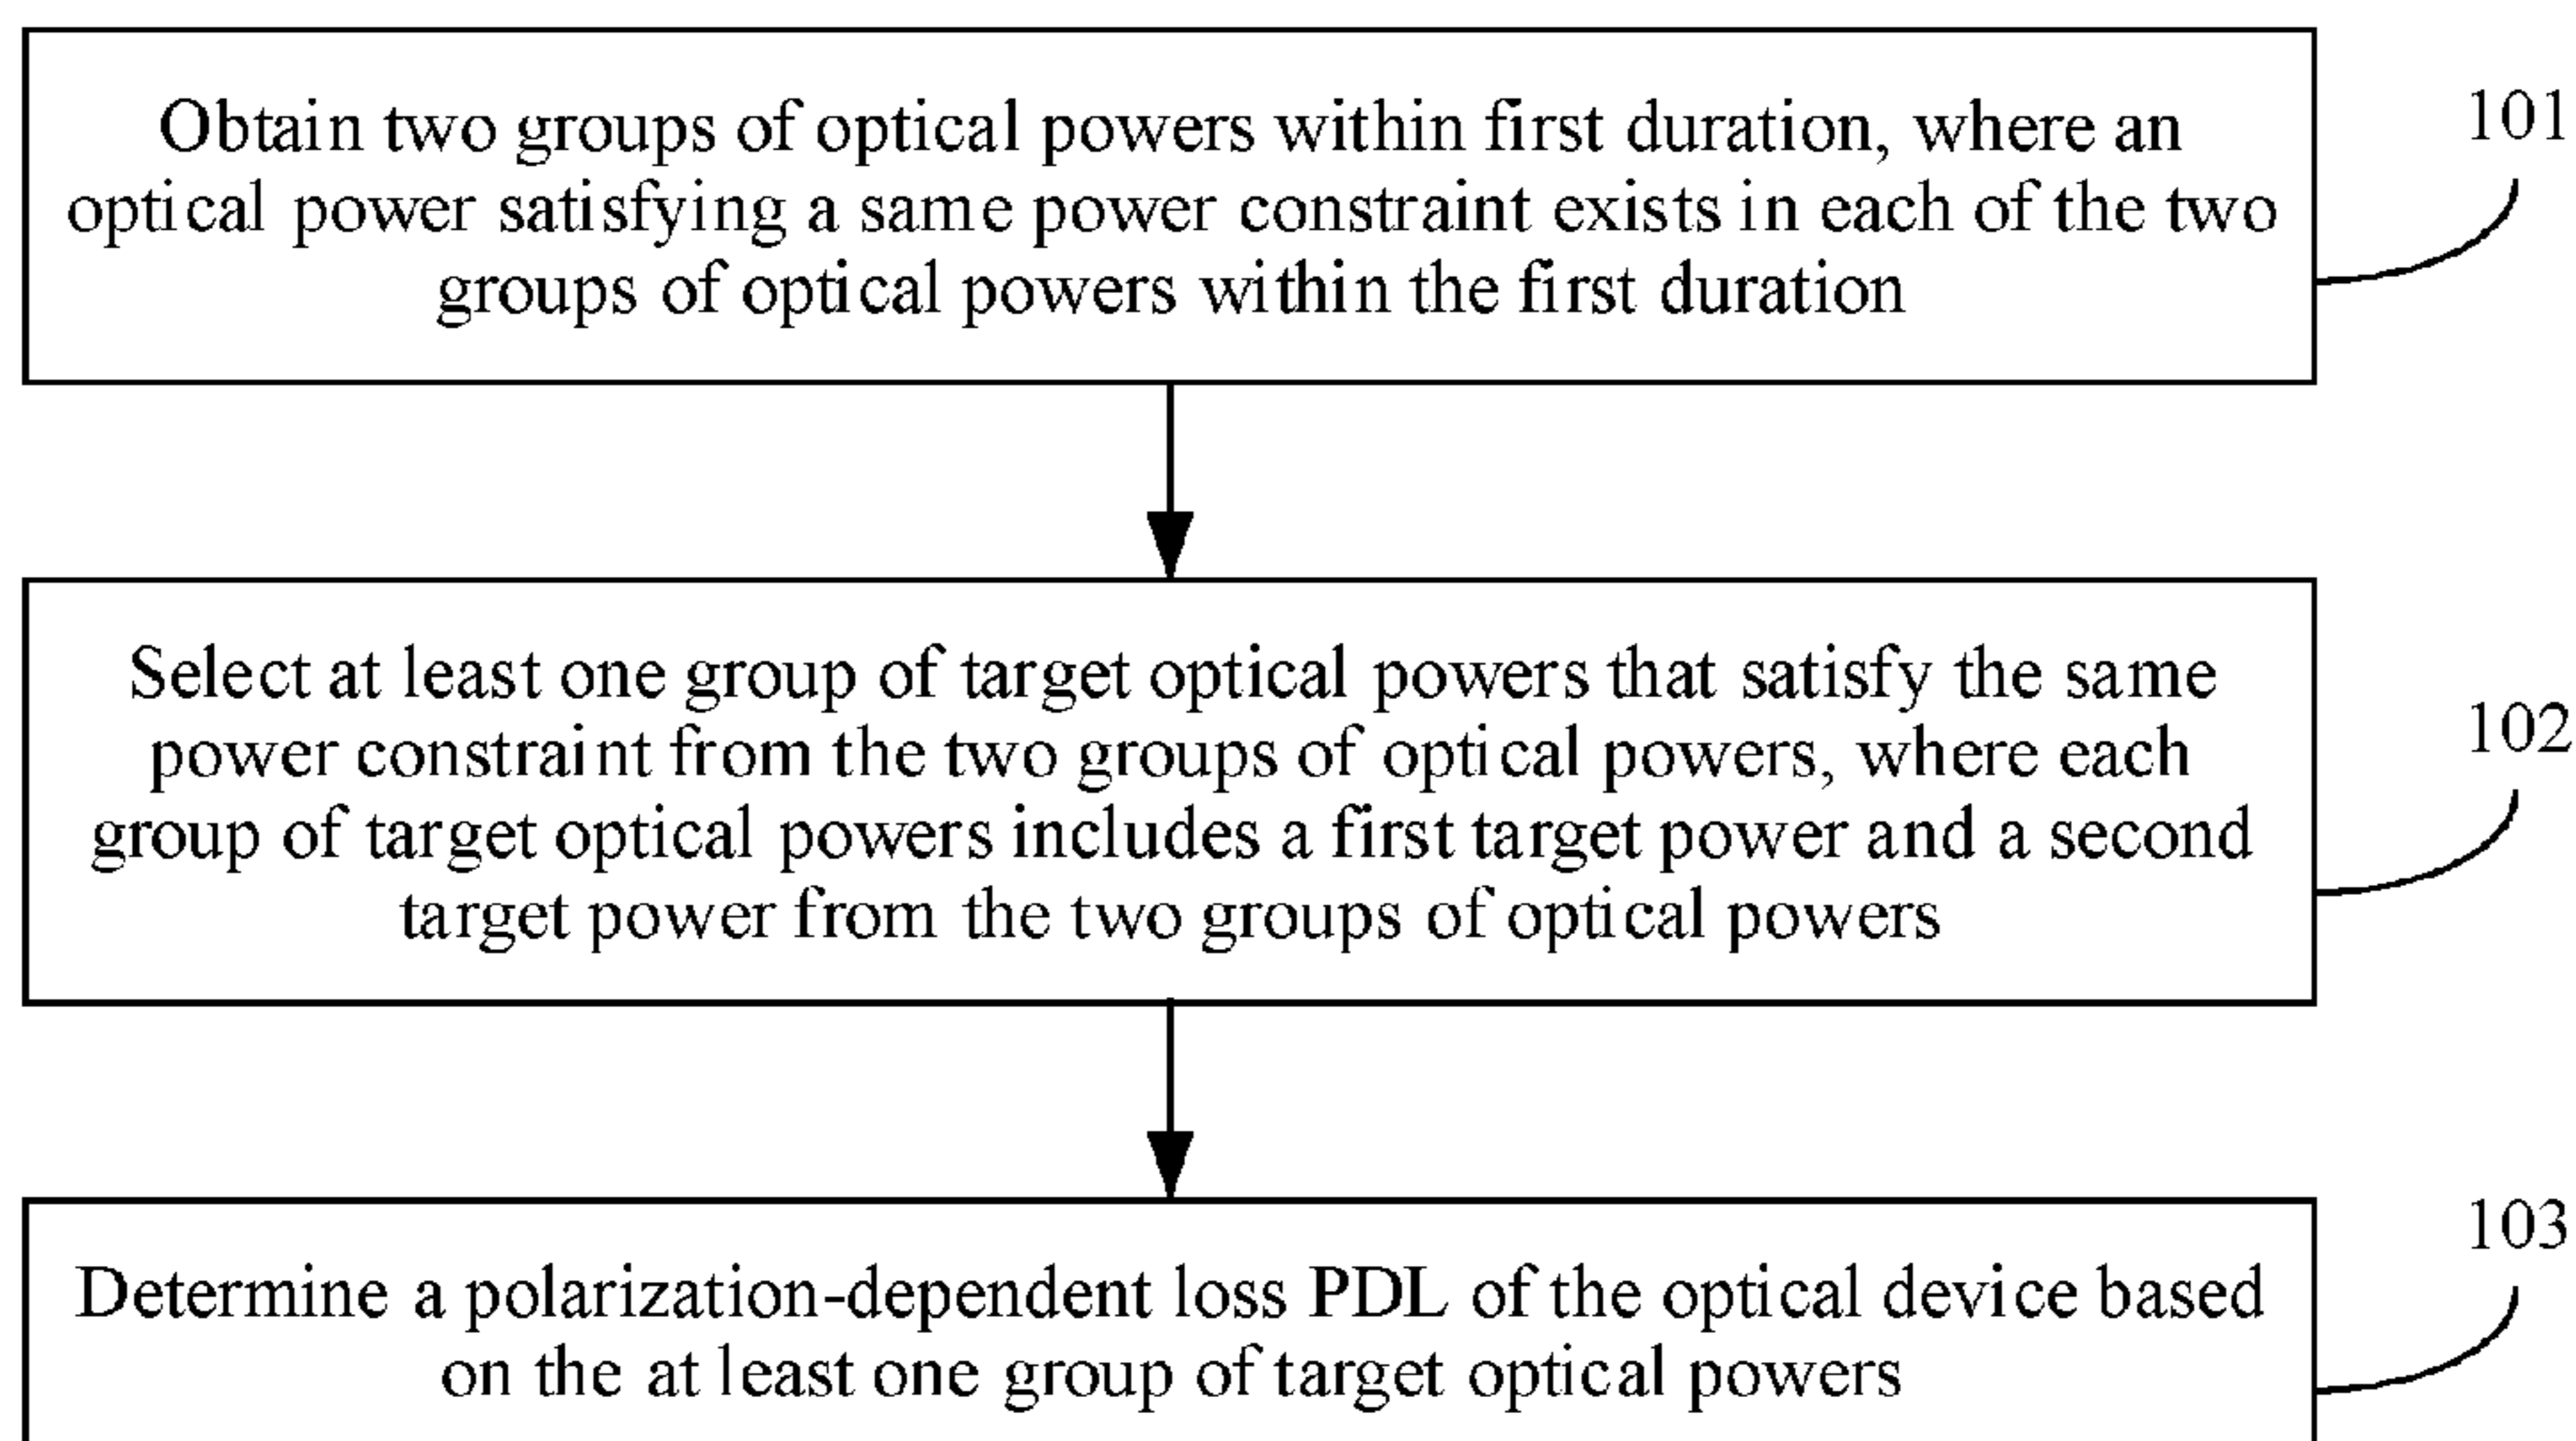 Obtain two groups of optical powers within first duration, where an
optical power satisfying a same power constraint exists in each of the two
groups of optical powers within the first duration
101
Select at least one group of target optical powers that satisfy the same
power constraint from the two groups of optical powers, where each
group of target optical powers includes a first target power and a second
target power from the two groups of optical powers
102
Determine a polarization-dependent loss PDL of the optical device based
on the at least one group of target optical powers
103